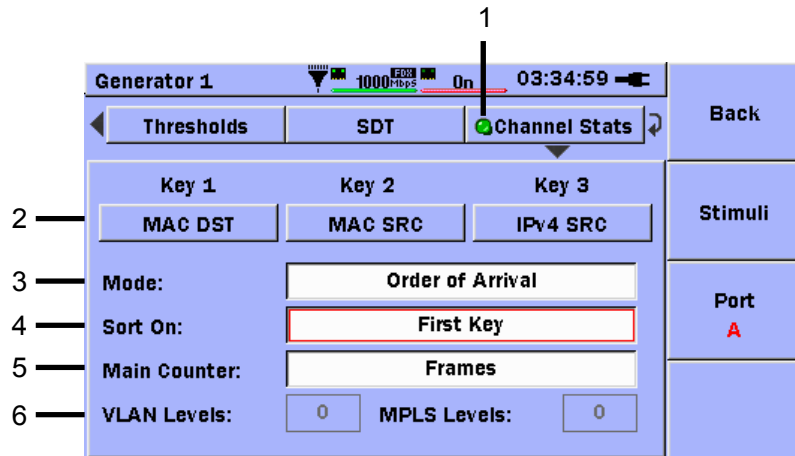 1
Generator 1 1000 FDX Mbps On 03:34:59
Thresholds SDT Channel Stats
Back
Key 1 Key 2 Key 3
2 MAC DST MAC SRC IPv4 SRC
Stimuli
3 Mode: Order of Arrival
Port
A
4 Sort On: First Key
5 Main Counter: Frames
6 VLAN Levels: 0 MPLS Levels: 0